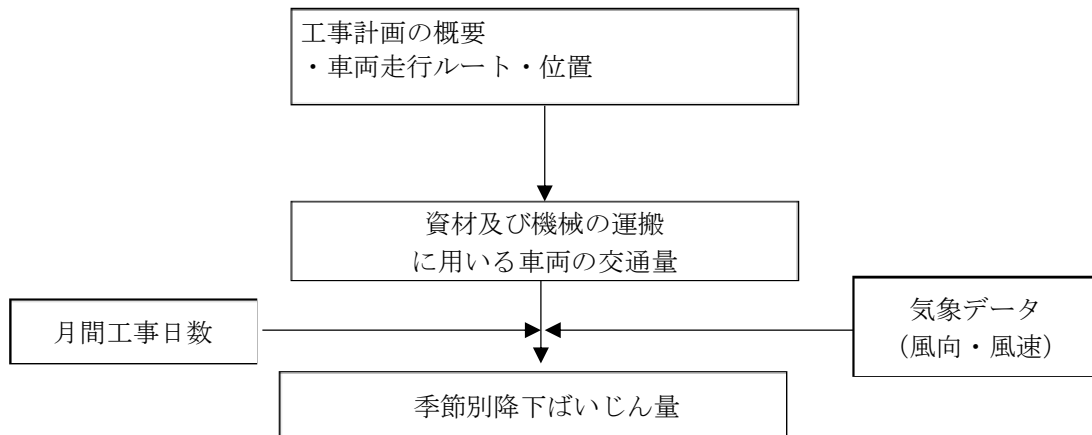 工事計画の概要
・車両走行ルート・位置
資材及び機械の運搬
に用いる車両の交通量
月間工事日数
気象データ
（風向・風速）
季節別降下ばいじん量